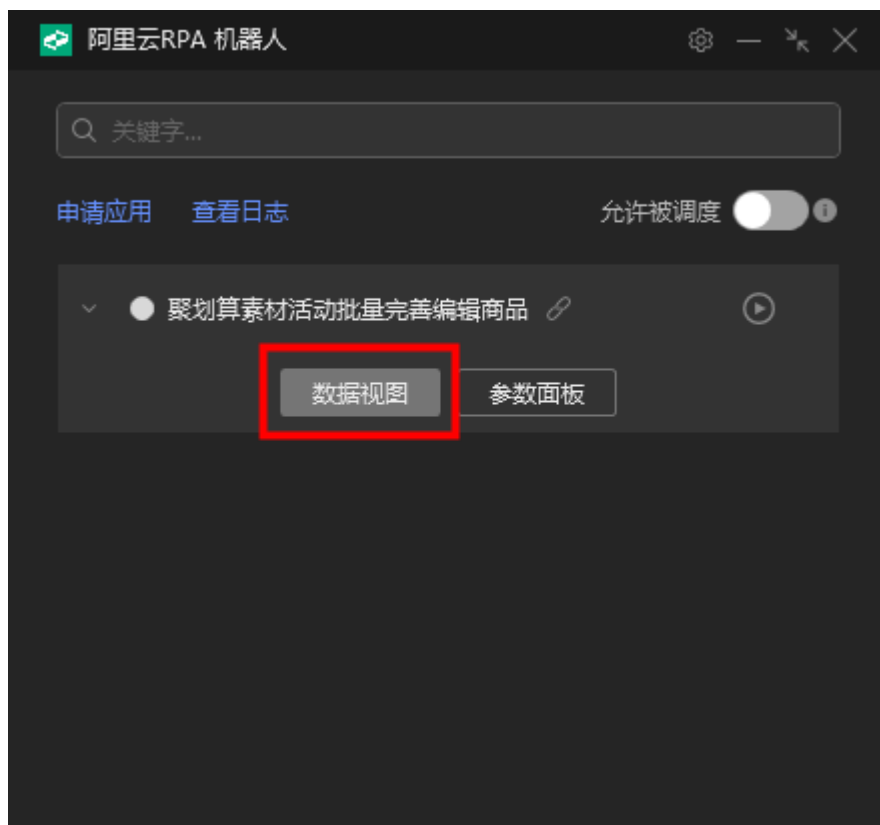 阿里云RPA 机器人
关键字...
申请应用 查看日志 允许被调度
聚划算素材活动批量完善编辑商品
数据视图 参数面板